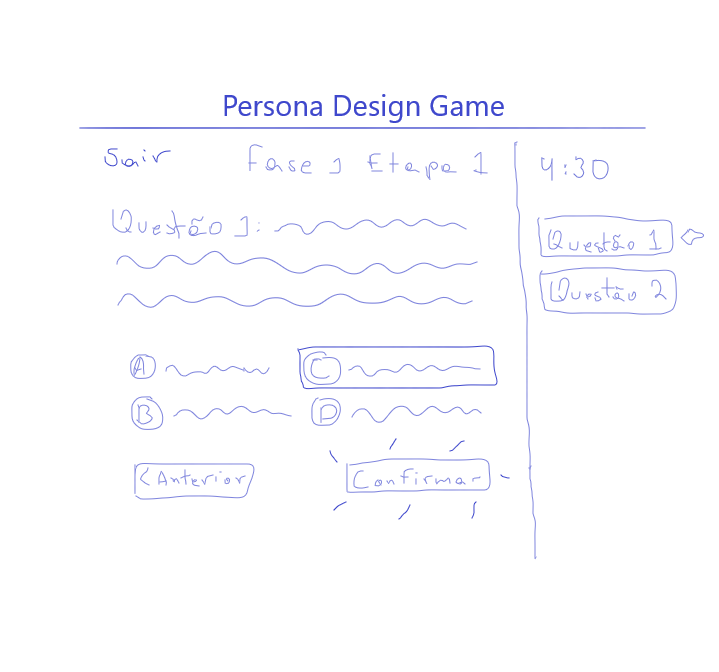 Persona Design Game
Sair
Fase 1 Etapa 1
4:30
Questão 1:
Questão 1
Questão 2
A
C
B
D
< Anterior
Confirmar